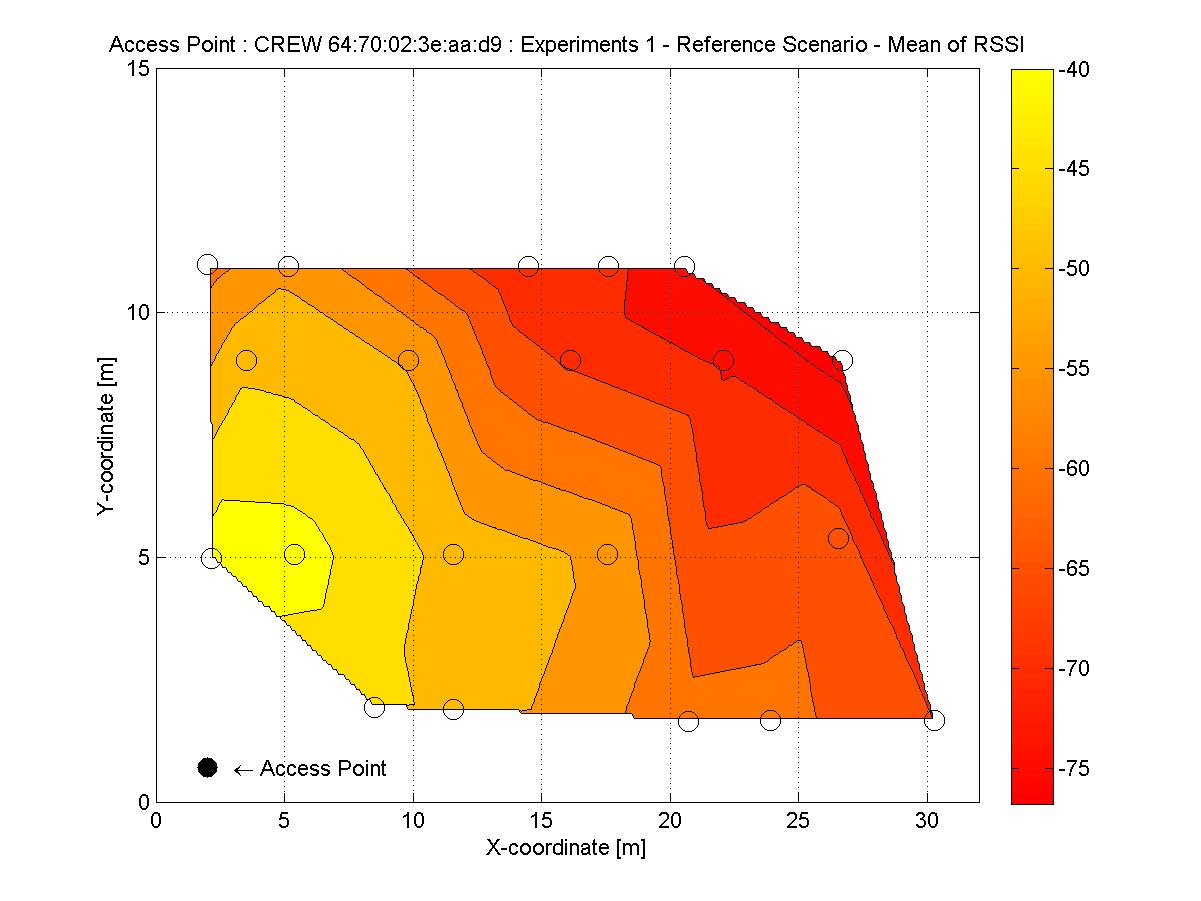 Access Point : CREW 64:70:02:3e:aa:d9 : Experiments 1 - Reference Scenario - Mean of RSSI
15
10
5
0
Y-coordinate [m]
← Access Point
0 5 10 15 20 25 30
X-coordinate [m]
-40
-45
-50
-55
-60
-65
-70
-75